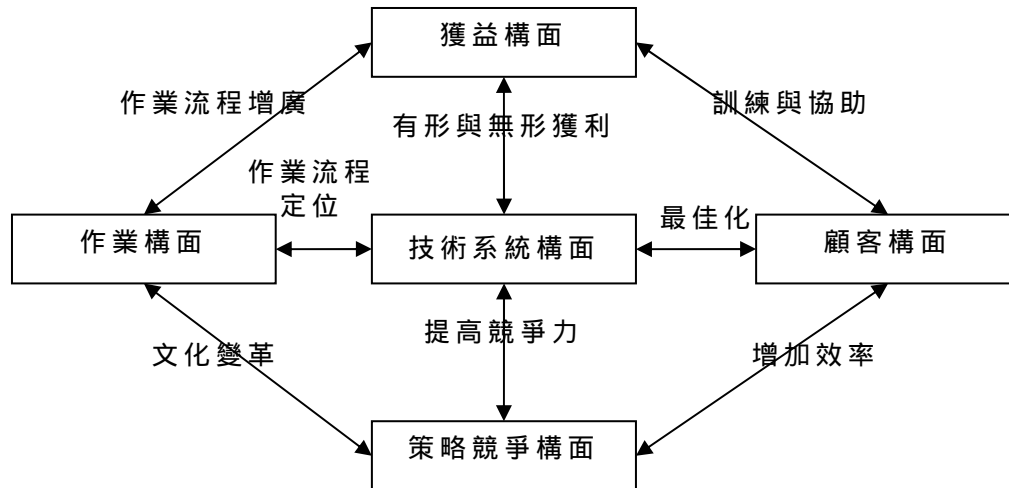 獲益構面
作業流程增廣
訓練與協助
有形與無形獲利
作業流程
定位
最佳化
作業構面
技術系統構面
顧客構面
提高競爭力
文化變革
增加效率
策略競爭構面